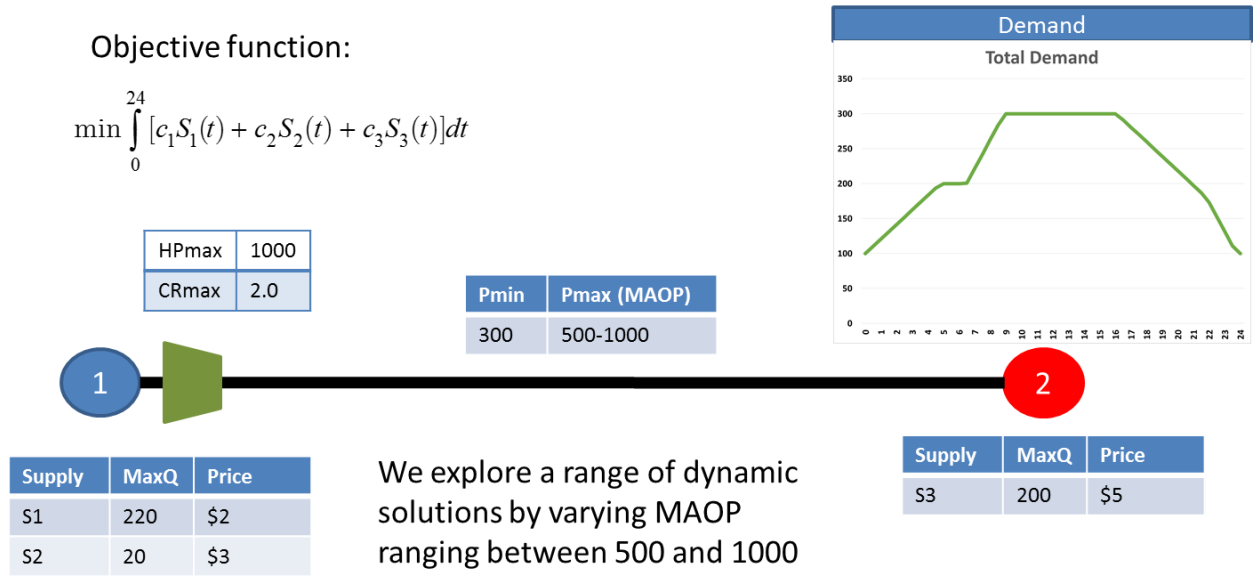 Objective function:
min ∫₀²⁴ [c₁S₁(t) + c₂S₂(t) + c₃S₃(t)]dt
Demand
Total Demand
350
300
250
200
150
100
50
0
0 1 2 3 4 5 6 7 8 9 10 11 12 13 14 15 16 17 18 19 20 21 22 23 24
HPmax 1000
CRmax 2.0
Pmin Pmax (MAOP)
300 500-1000
1
2
Supply MaxQ Price
S1 220 $2
S2 20 $3
We explore a range of dynamic
solutions by varying MAOP
ranging between 500 and 1000
Supply MaxQ Price
S3 200 $5